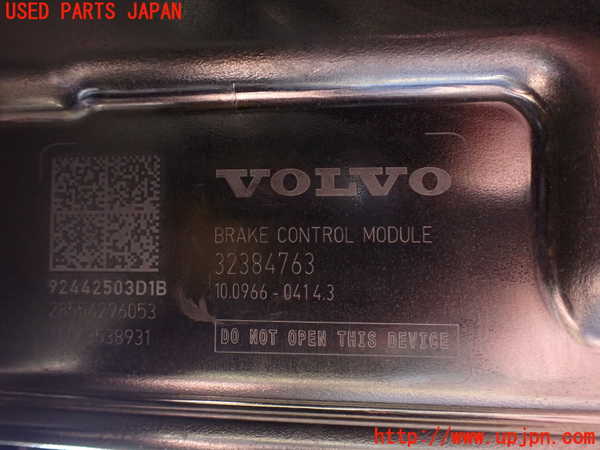 USED PARTS JAPAN
VOLVO
BRAKE CONTROL MODULE
32384763
10.0966-0414.3
DO NOT OPEN THIS DEVICE
92442503D1B
http://www.upjpn.com/